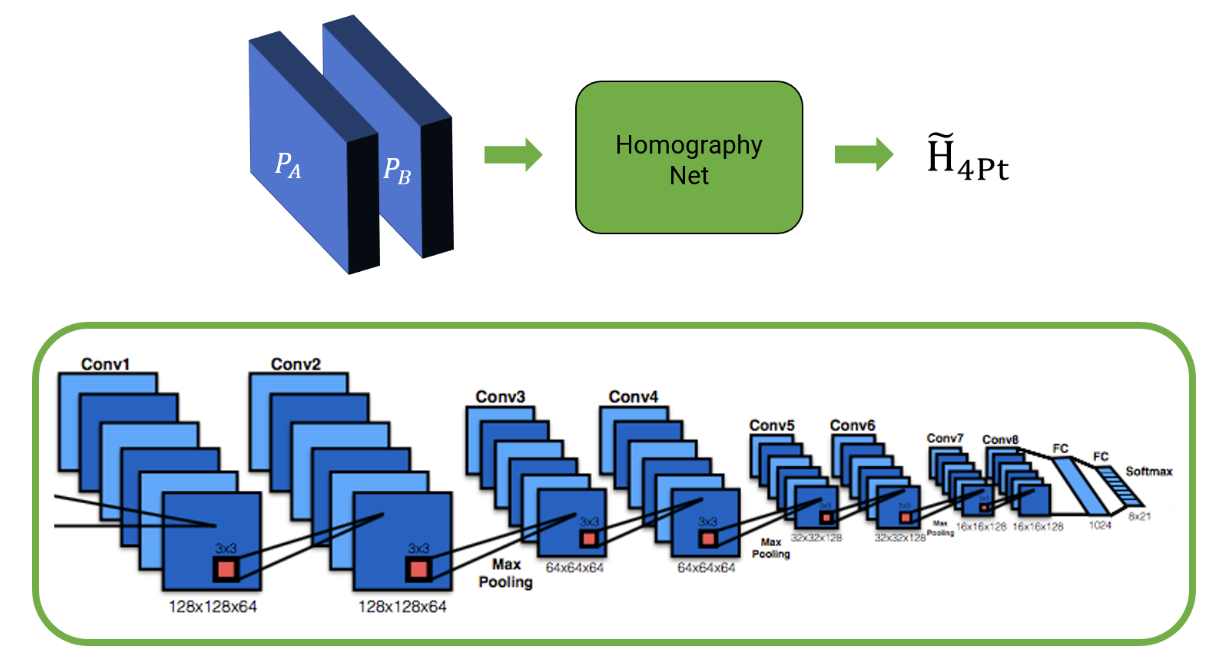 P_A
P_B
Homography
Net
H̃_4Pt
Conv1
Conv2
Conv3
Conv4
Conv5
Conv6
Conv7
Conv8
FC
FC
Softmax
3x3
3x3
3x3
3x3
3x3
3x3
3x3
128x128x64
128x128x64
Max
Pooling
64x64x64
64x64x64
Max
Pooling
32x32x128
32x32x128
Max
Pooling
16x16x128
16x16x128
1024
8x21